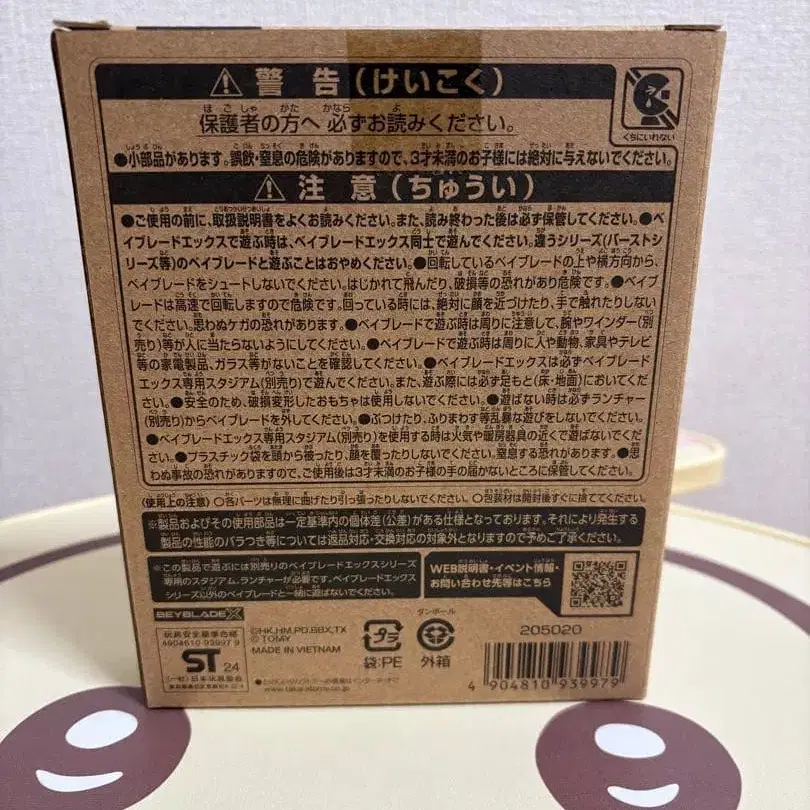 ⚠ 警告(けいこく)
くちにいれない
保護者の方へ 必ずお読みください。
●小部品があります。誤飲・窒息の危険がありますので、3才未満のお子様には絶対に与えないでください。
⚠ 注意(ちゅうい)
●ご使用の前に、取扱説明書をよくお読みください。また、読み終わった後は必ず保管してください。●ベ
イブレードエックスで遊ぶ時は、ベイブレードエックス同士で遊んでください。違うシリーズ(バーストシ
リーズ等)のベイブレードと遊ぶことはおやめください。●回転しているベイブレードの上や横方向から、
ベイブレードをシュートしないでください。はじかれて飛んだり、破損等の恐れがあり危険です。●ベイブ
レードは高速で回転しますので危険です。回っている時には、絶対に顔を近づけたり、手で触れたりしない
でください。思わぬケガの恐れがあります。●ベイブレードで遊ぶ時は周りに注意して、腕やワインダー(別
売り)等が人に当たらないようにしてください。●ベイブレードで遊ぶ時は周りに人や動物、家具やテレビ
等の家電製品、ガラス等がないことを確認してください。●ベイブレードエックスは必ずベイブレード
エックス専用スタジアム(別売り)で遊んでください。また、遊ぶ際には必ず足もと(床・地面)においてくだ
さい。●安全のため、破損変形したおもちゃは使用しないでください。●遊ばない時は必ずランチャー
(別売り)からベイブレードを外してください。●ぶつけたり、ふりまわす等乱暴な遊びをしないでください。
●ベイブレードエックス専用スタジアム(別売り)を使用する時は火気や暖房器具の近くで遊ばないでください。
●プラスチック袋を頭から被ったり、顔を覆ったりしないでください。窒息する恐れがあります。●思
わぬ事故の恐れがありますので、ご使用後は3才未満のお子様の手の届かないところに保管してください。
〈使用上の注意〉○各パーツは無理に曲げたり引っ張ったりしないでください。○包装材は開封後すぐに捨ててください。
※製品およびその使用部品は一定基準内の個体差(公差)がある仕様となっております。それにより発生する
製品の性能のバラつき等については返品対応・交換対応の対象外となりますので予めご了承ください。
※この製品で遊ぶには別売りのベイブレードエックスシリーズ
専用のスタジアム、ランチャーが必要です。ベイブレードエックス
シリーズ以外のベイブレードと一緒に遊ばないでください。
WEB説明書・イベント情報・
お問い合わせ先等はこちら
BEYBLADE X
玩具安全基準合格
4904810 93997 9
ST 24
(一社)日本玩具協会
©HK,HM,PD,BBX,TX
© TOMY
MADE IN VIETNAM
プラ
袋:PE
ダンボール
外箱
205020
4 904810 939979
www.takaratomy.co.jp